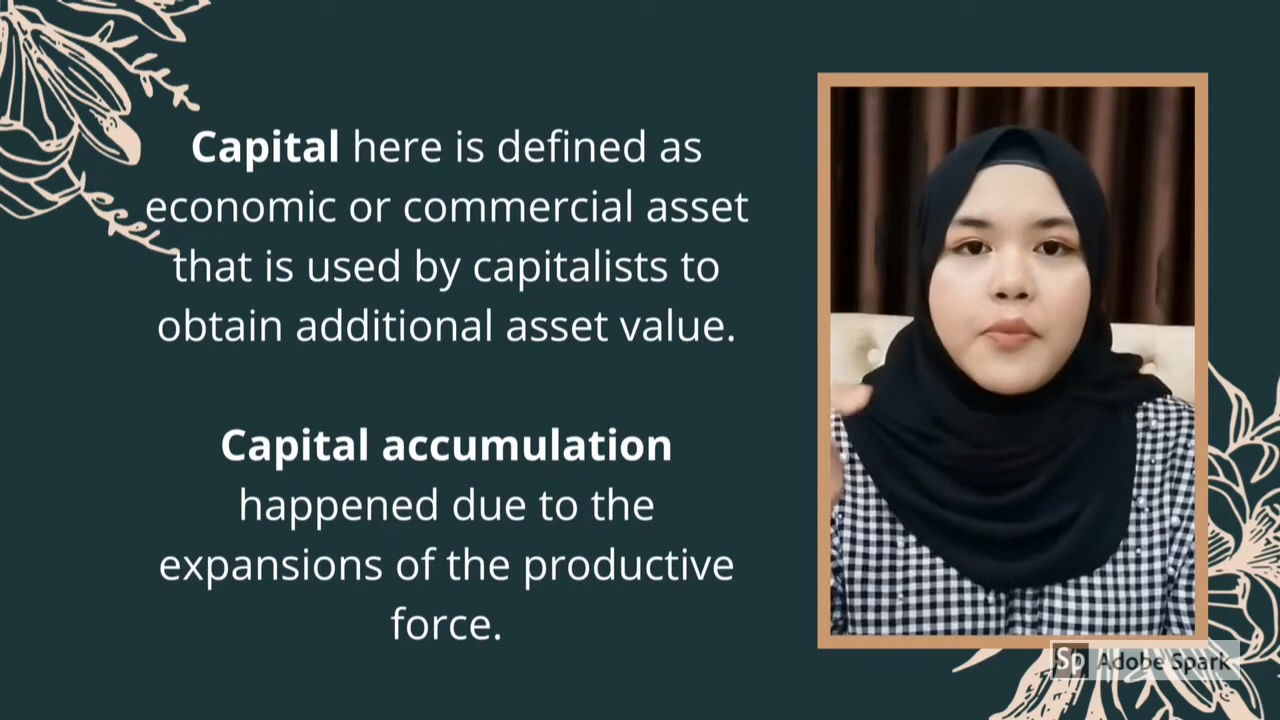 Capital here is defined as
economic or commercial asset
that is used by capitalists to
obtain additional asset value.
Capital accumulation
happened due to the
expansions of the productive
force.
Sp Adobe Spark